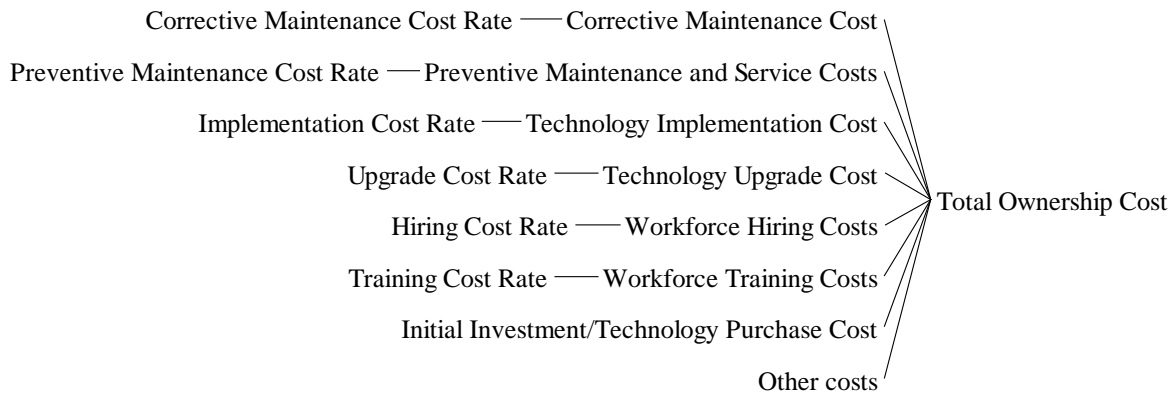 Corrective Maintenance Cost Rate Corrective Maintenance Cost
Preventive Maintenance Cost Rate Preventive Maintenance and Service Costs
Implementation Cost Rate Technology Implementation Cost
Upgrade Cost Rate Technology Upgrade Cost
Total Ownership Cost
Hiring Cost Rate Workforce Hiring Costs
Training Cost Rate Workforce Training Costs
Initial Investment/Technology Purchase Cost
Other costs